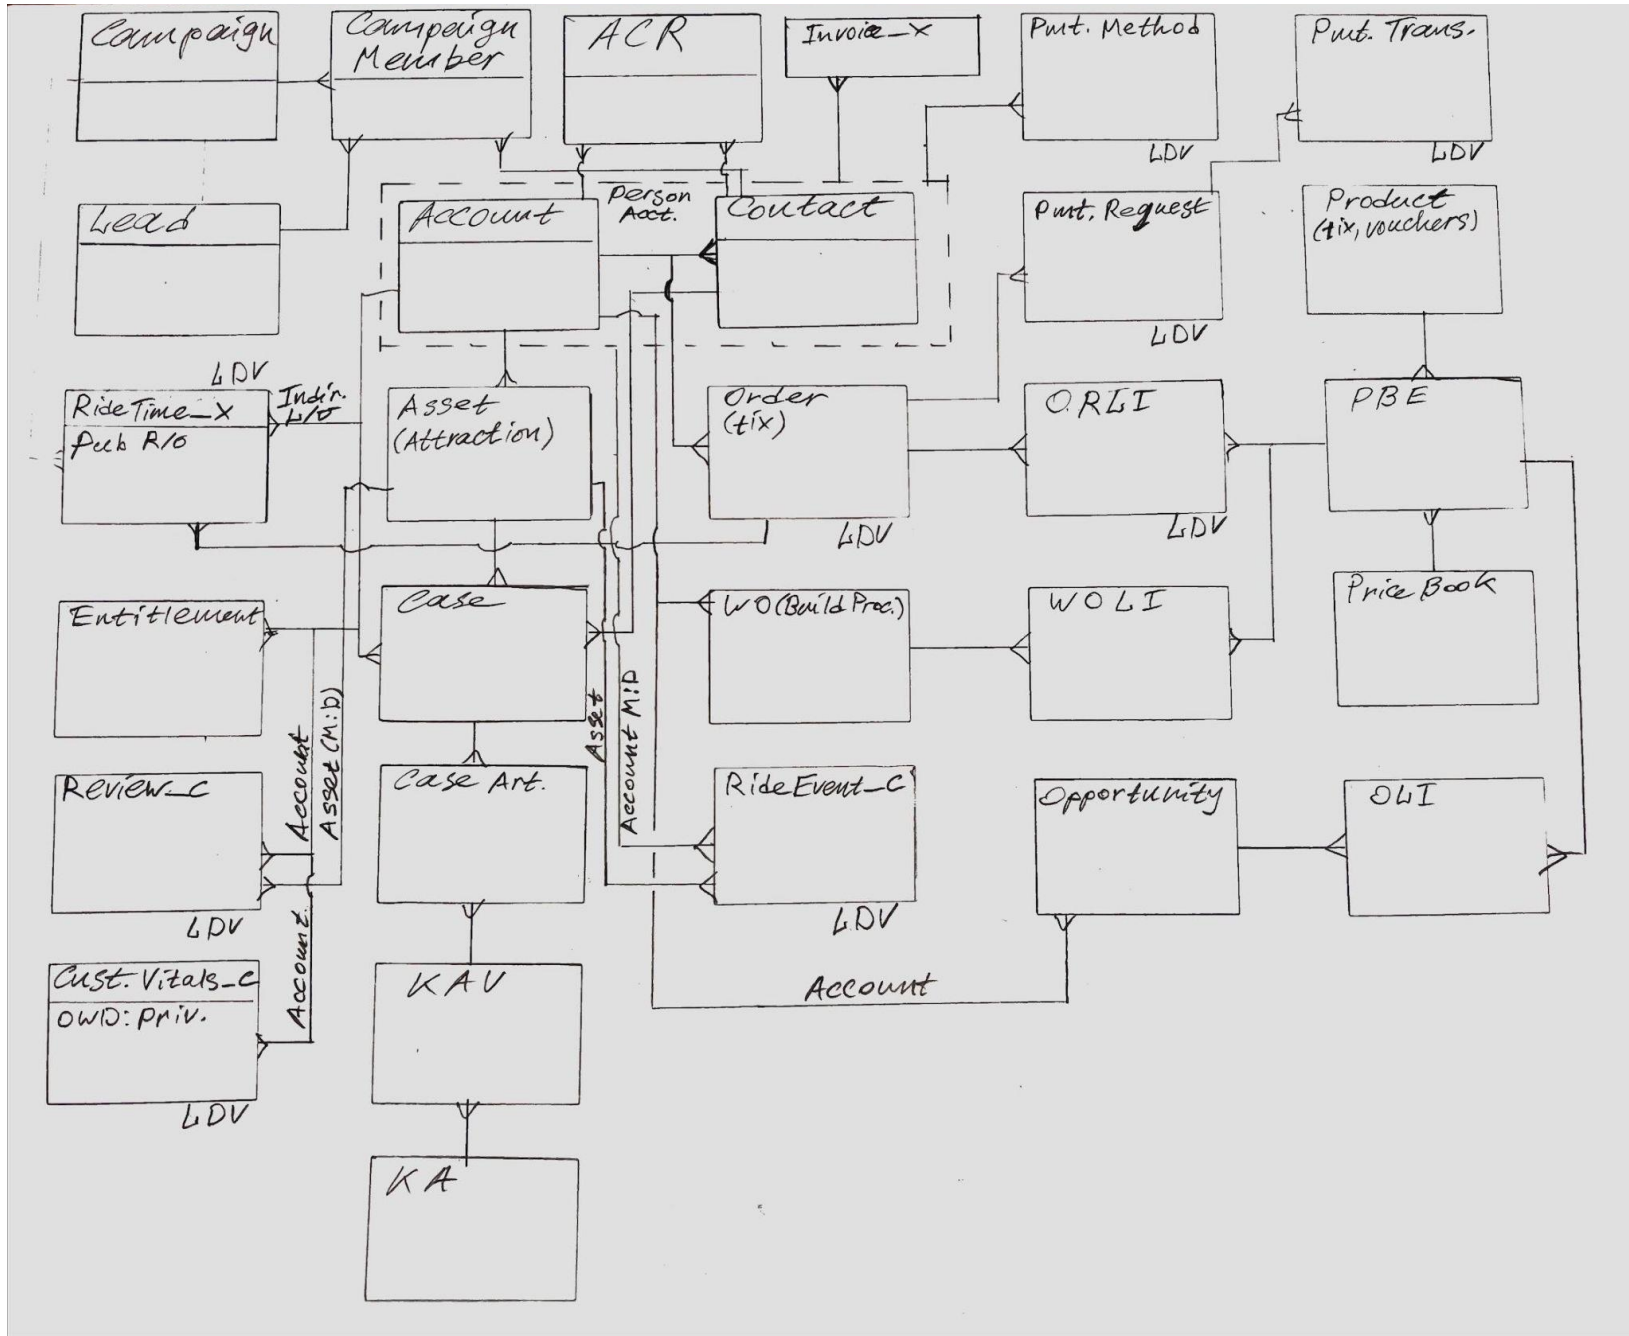 Campaign
Campaign
Member
ACR
Invoice_x
Pmt. Method
LDV
Pmt. Trans.
LDV
Lead
Person
Acct.
Account
Contact
Pmt. Request
LDV
Product
(tix, vouchers)
LDV
RideTime_x
Pub R/O
Indir.
L/U
Asset
(Attraction)
Order
(tix)
LDV
ORLI
LDV
PBE
Entitlement
Case
WO (Build Proc.)
WOLI
Price Book
Account
Asset (M:D)
Asset
Account M:D
Review_c
LDV
Case Art.
RideEvent_c
LDV
Opportunity
OLI
Account
Cust. Vitals_c
OWD: Priv.
LDV
KAV
Account
KA